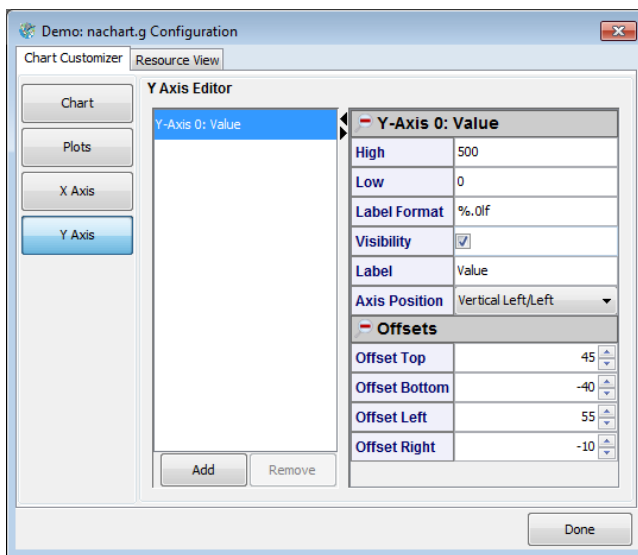 Demo: nachart.g Configuration
Chart Customizer Resource View
Chart
Plots
X Axis
Y Axis
Y Axis Editor
Y-Axis 0: Value
Add Remove
Y-Axis 0: Value
High 500
Low 0
Label Format %.0lf
Visibility
Label Value
Axis Position Vertical Left/Left
Offsets
Offset Top 45
Offset Bottom -40
Offset Left 55
Offset Right -10
Done